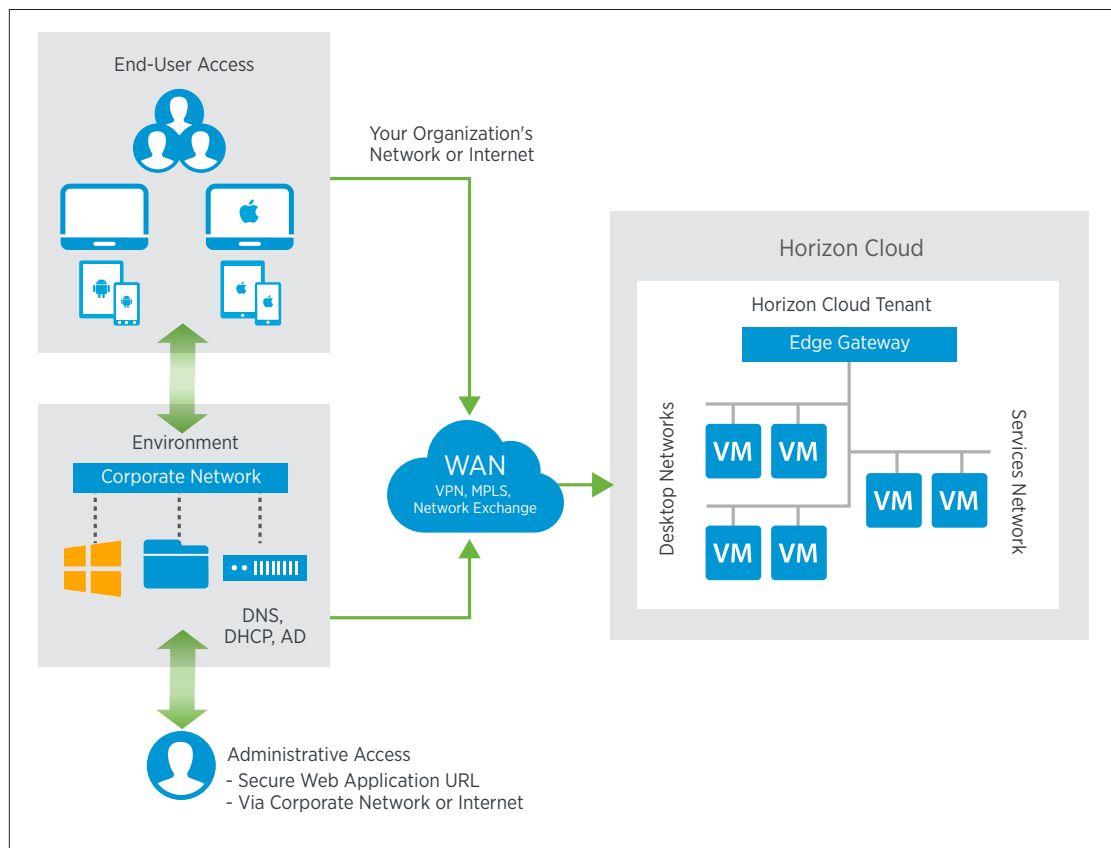 End-User Access
Your Organization's
Network or Internet
Environment
Corporate Network
DNS,
DHCP, AD
Administrative Access
- Secure Web Application URL
- Via Corporate Network or Internet
WAN
VPN, MPLS,
Network Exchange
Horizon Cloud
Horizon Cloud Tenant
Edge Gateway
Desktop Networks
VM VM
VM VM
VM VM
Services Network